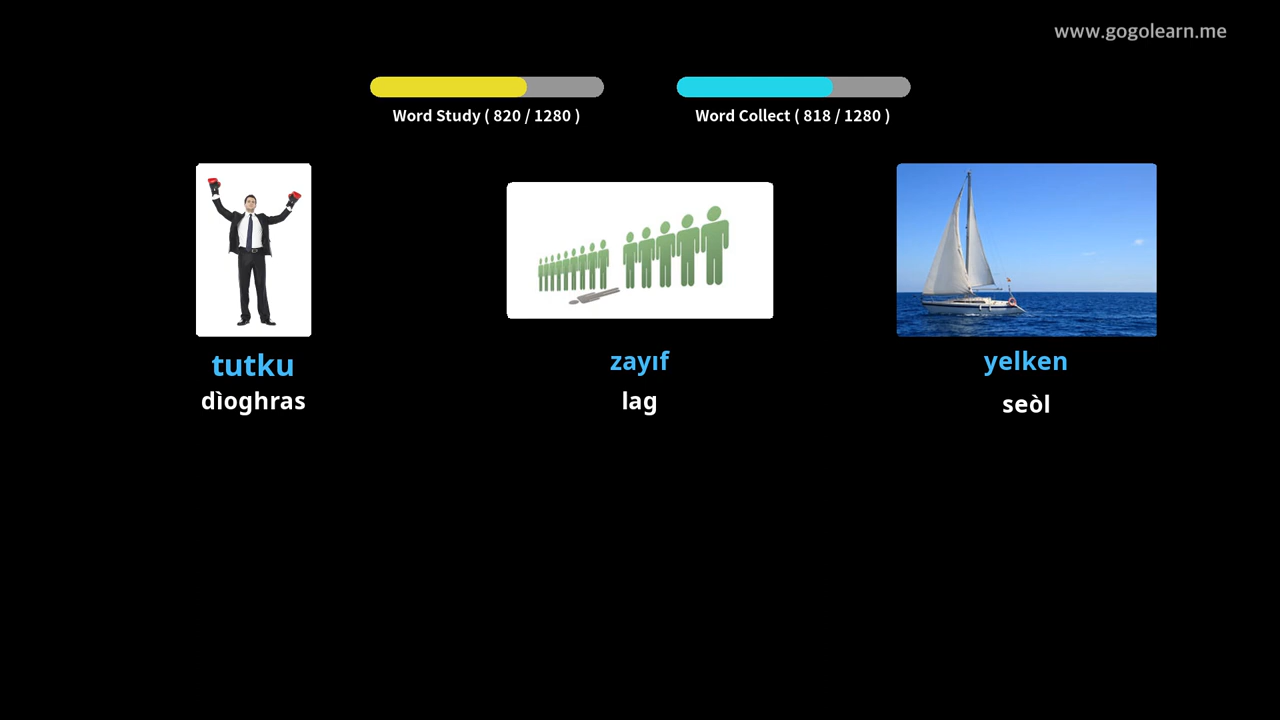 www.gogolearn.me
Word Study ( 820 / 1280 )
Word Collect ( 818 / 1280 )
tutku
dìoghras
zayıf
lag
yelken
seòl